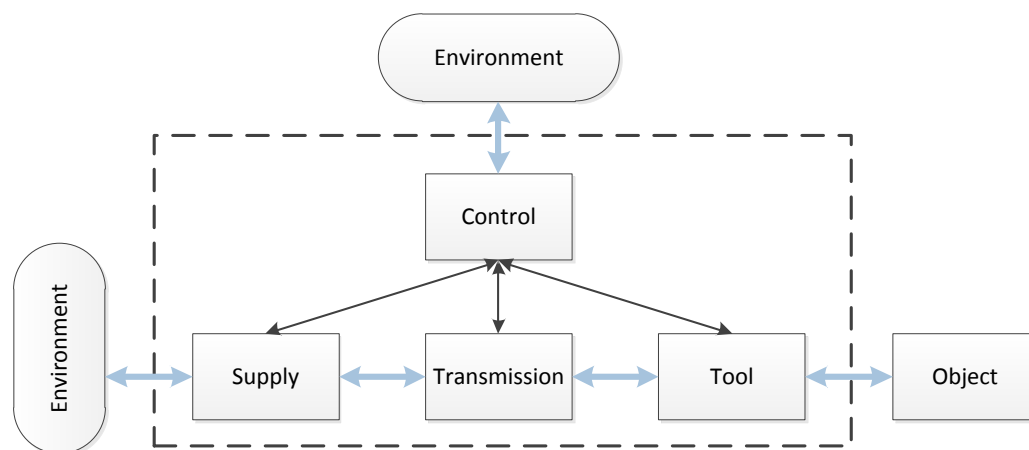 Environment
Control
Environment
Supply
Transmission
Tool
Object